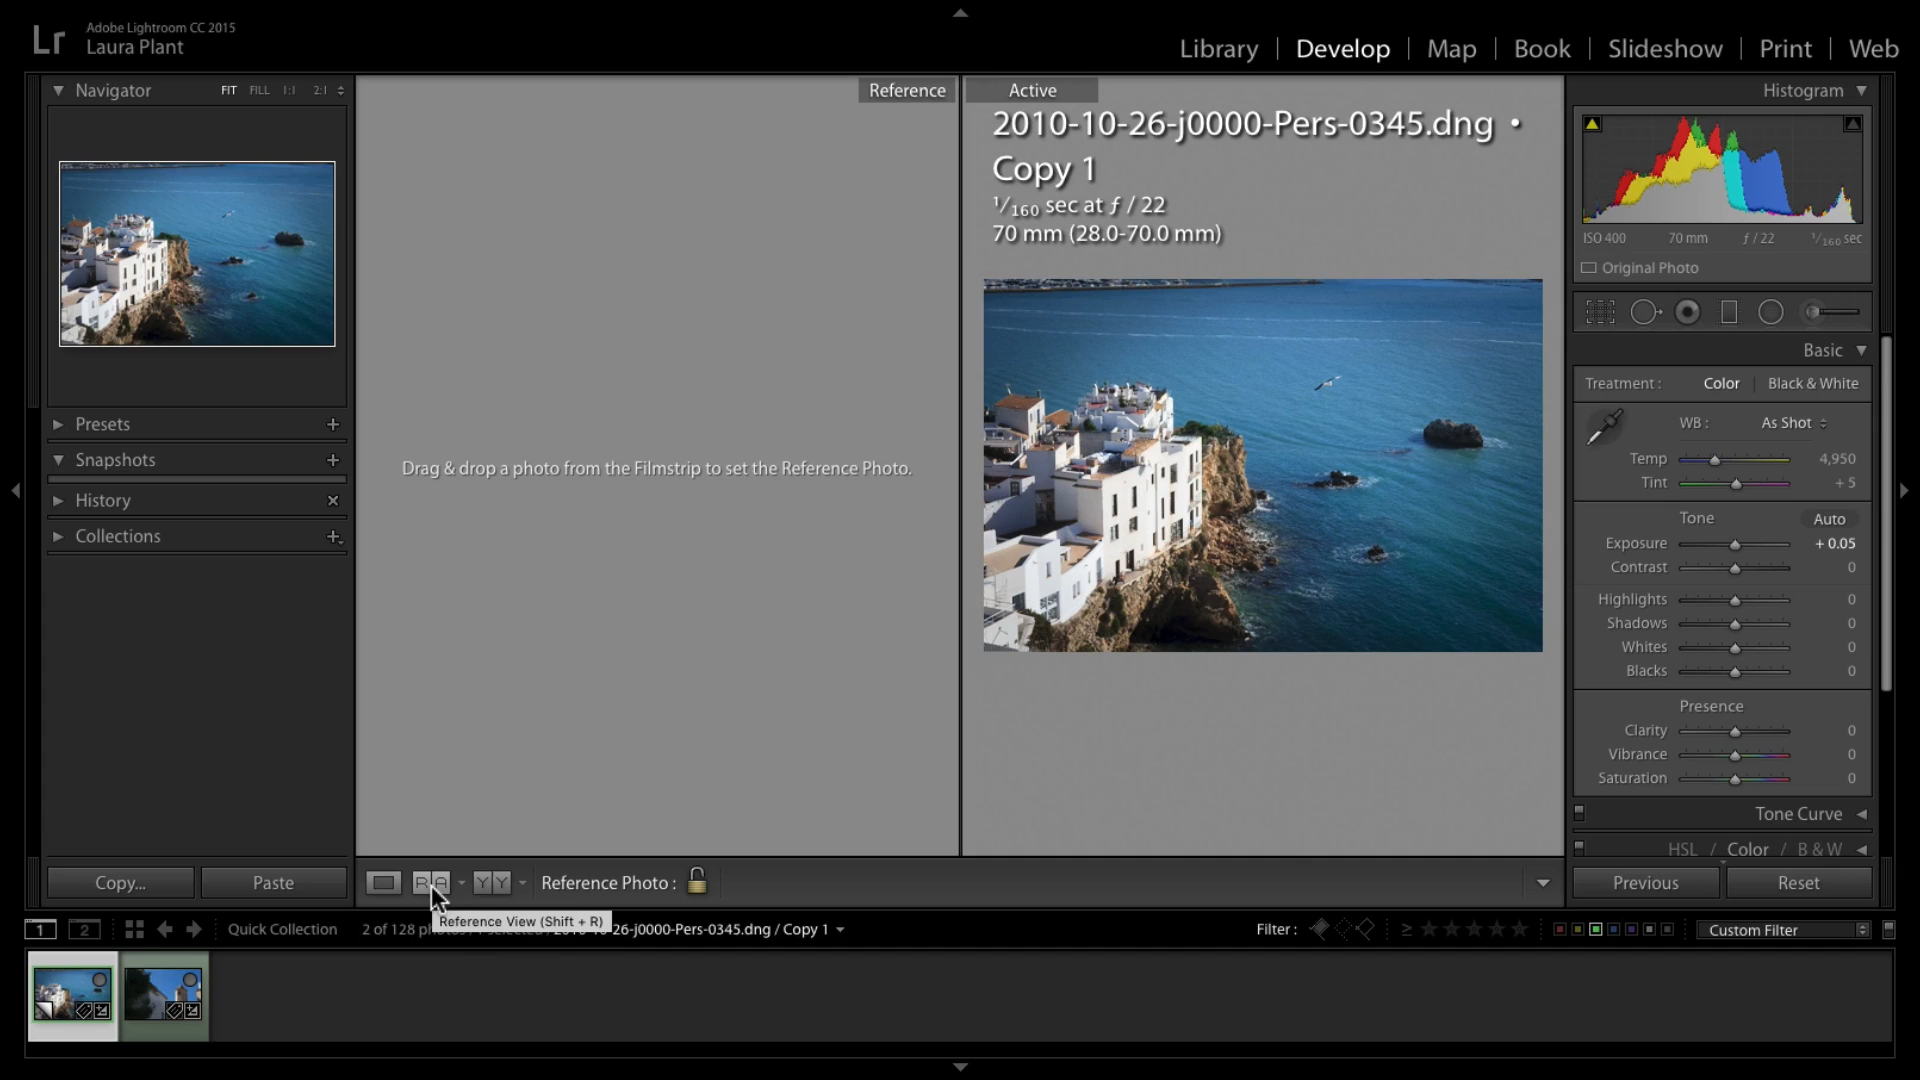 Lr
Adobe Lightroom CC 2015
Laura Plant
Library | Develop | Map | Book | Slideshow | Print | Web
Navigator FIT FILL 1:1 2:1
Presets
Snapshots
History
Collections
Copy... Paste
Reference
Drag & drop a photo from the Filmstrip to set the Reference Photo.
Active
2010-10-26-j0000-Pers-0345.dng •
Copy 1
1/160 sec at ƒ / 22
70 mm (28.0-70.0 mm)
Histogram
ISO 400 70 mm ƒ / 22 1/160 sec
Original Photo
Basic
Treatment : Color | Black & White
WB : As Shot
Temp 4,950
Tint + 5
Tone Auto
Exposure + 0.05
Contrast 0
Highlights 0
Shadows 0
Whites 0
Blacks 0
Presence
Clarity 0
Vibrance 0
Saturation 0
Tone Curve
HSL / Color / B & W
Previous Reset
R A Y Y Reference Photo :
Reference View (Shift + R)
1 2 Quick Collection 2 of 128 26-j0000-Pers-0345.dng / Copy 1
Filter : ≥ Custom Filter